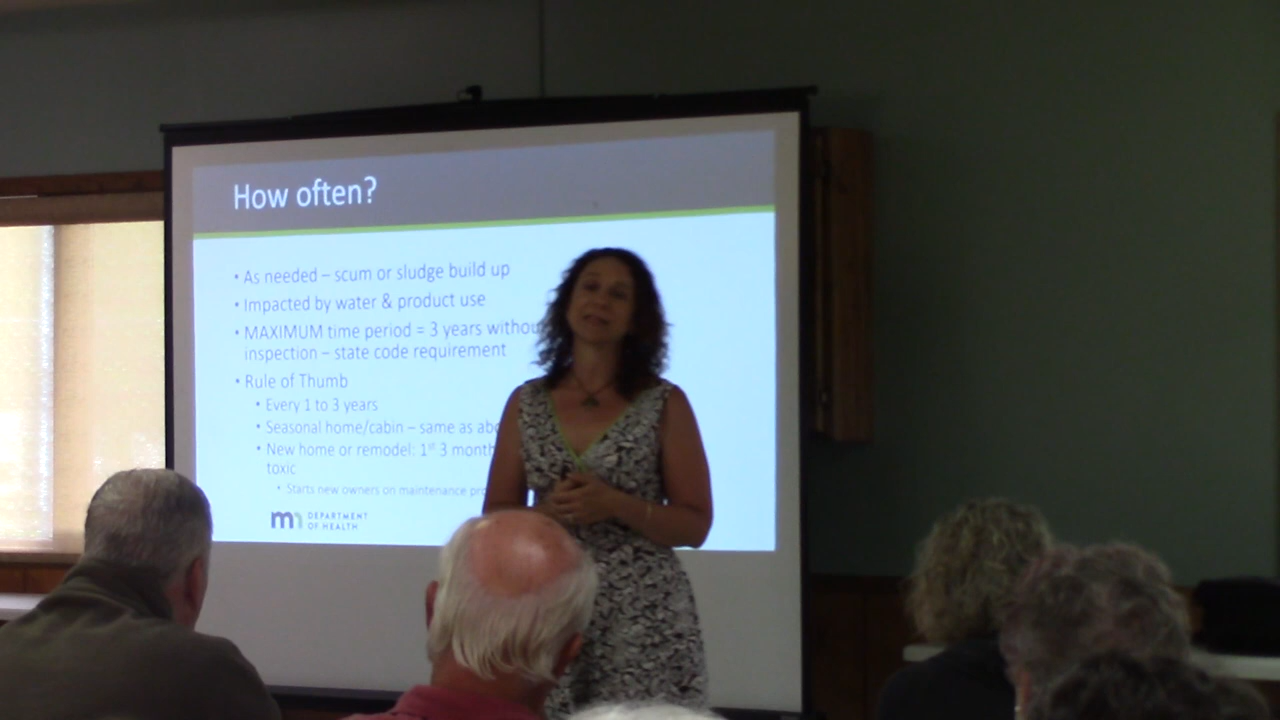 How often?
• As needed – scum or sludge build up
• Impacted by water & product use
• MAXIMUM time period = 3 years withou
inspection – state code requirement
• Rule of Thumb
• Every 1 to 3 years
• Seasonal home/cabin – same as abo
• New home or remodel: 1st 3 month
toxic
• Starts new owners on maintenance pro
mn DEPARTMENT
OF HEALTH